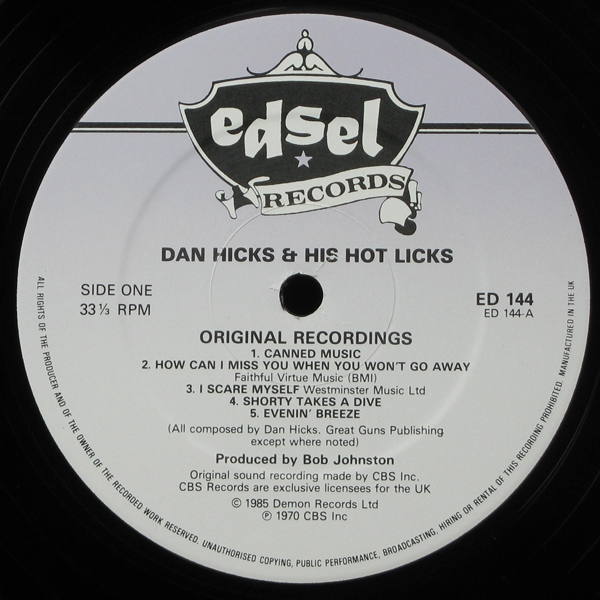 edsel
RECORDS
DAN HICKS & HIS HOT LICKS
SIDE ONE
33⅓ RPM
ED 144
ED 144-A
ORIGINAL RECORDINGS
1. CANNED MUSIC
2. HOW CAN I MISS YOU WHEN YOU WON'T GO AWAY
Faithful Virtue Music (BMI)
3. I SCARE MYSELF Westminster Music Ltd
4. SHORTY TAKES A DIVE
5. EVENIN' BREEZE
(All composed by Dan Hicks. Great Guns Publishing
except where noted)
Produced by Bob Johnston
Original sound recording made by CBS Inc.
CBS Records are exclusive licensees for the UK
© 1985 Demon Records Ltd
℗ 1970 CBS Inc
ALL RIGHTS OF THE PRODUCER AND OF THE OWNER OF THE RECORDED WORK RESERVED. UNAUTHORISED COPYING, PUBLIC PERFORMANCE, BROADCASTING, HIRING OR RENTAL OF THIS RECORDING PROHIBITED. MANUFACTURED IN THE UK